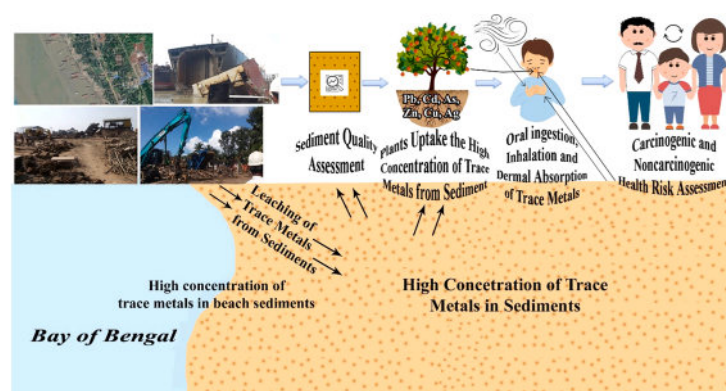 Pb, Cd, As,
Zn, Cu, Ag
Sediment Quality
Assessment
Plants Uptake the High
Concentration of Trace
Metals from Sediment
Oral ingestion,
Inhalation and
Dermal Absorption
of Trace Metals
Carcinogenic and
Noncarcinogenic
Health Risk Assessment
7
Leaching of
Trace Metals
from Sediments
High concentration of
trace metals in beach sediments
High Concetration of Trace
Metals in Sediments
Bay of Bengal